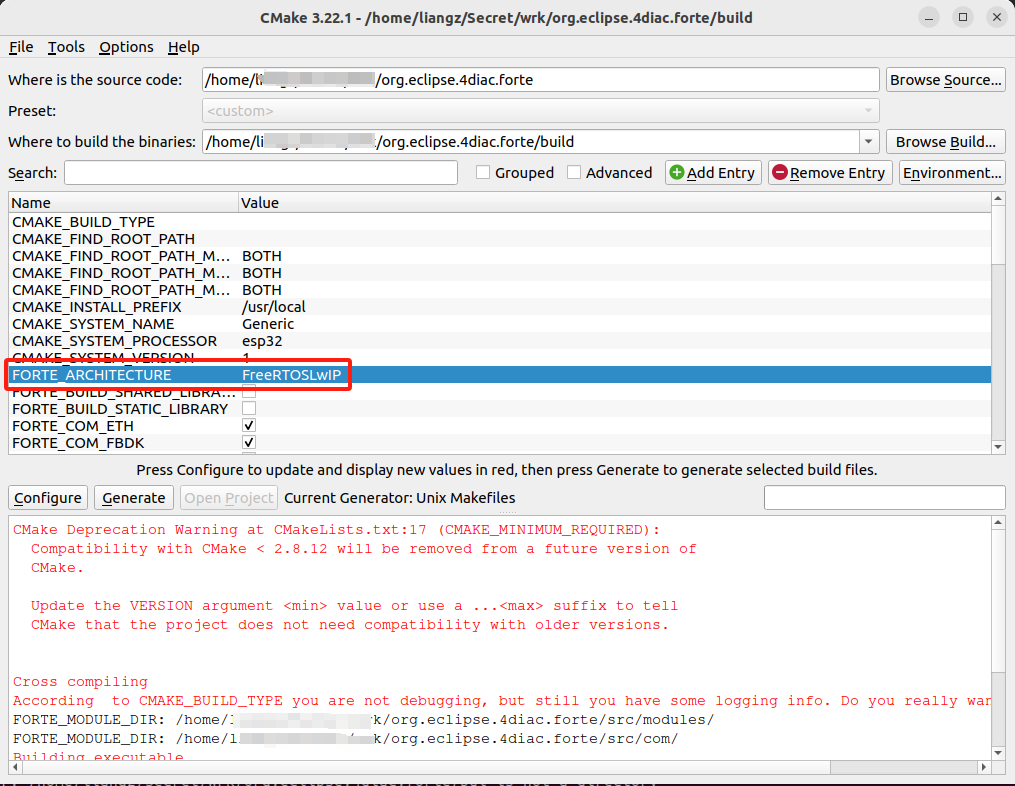 CMake 3.22.1 - /home/liangz/Secret/wrk/org.eclipse.4diac.forte/build
File Tools Options Help
Where is the source code: /home/li /org.eclipse.4diac.forte Browse Source...
Preset: <custom>
Where to build the binaries: /home/li /org.eclipse.4diac.forte/build Browse Build...
Search: Grouped Advanced Add Entry Remove Entry Environment...
Name Value
CMAKE_BUILD_TYPE
CMAKE_FIND_ROOT_PATH
CMAKE_FIND_ROOT_PATH_M... BOTH
CMAKE_FIND_ROOT_PATH_M... BOTH
CMAKE_FIND_ROOT_PATH_M... BOTH
CMAKE_INSTALL_PREFIX /usr/local
CMAKE_SYSTEM_NAME Generic
CMAKE_SYSTEM_PROCESSOR esp32
CMAKE_SYSTEM_VERSION 1
FORTE_ARCHITECTURE FreeRTOSLwIP
FORTE_BUILD_SHARED_LIBRA...
FORTE_BUILD_STATIC_LIBRARY
FORTE_COM_ETH
FORTE_COM_FBDK
Press Configure to update and display new values in red, then press Generate to generate selected build files.
Configure Generate Open Project Current Generator: Unix Makefiles
CMake Deprecation Warning at CMakeLists.txt:17 (CMAKE_MINIMUM_REQUIRED):
Compatibility with CMake < 2.8.12 will be removed from a future version of
CMake.
Update the VERSION argument <min> value or use a ...<max> suffix to tell
CMake that the project does not need compatibility with older versions.
Cross compiling
According  to CMAKE_BUILD_TYPE you are not debugging, but still you have some logging info. Do you really wan
FORTE_MODULE_DIR: /home/l k/org.eclipse.4diac.forte/src/modules/
FORTE_MODULE_DIR: /home/li k/org.eclipse.4diac.forte/src/com/
Building executable